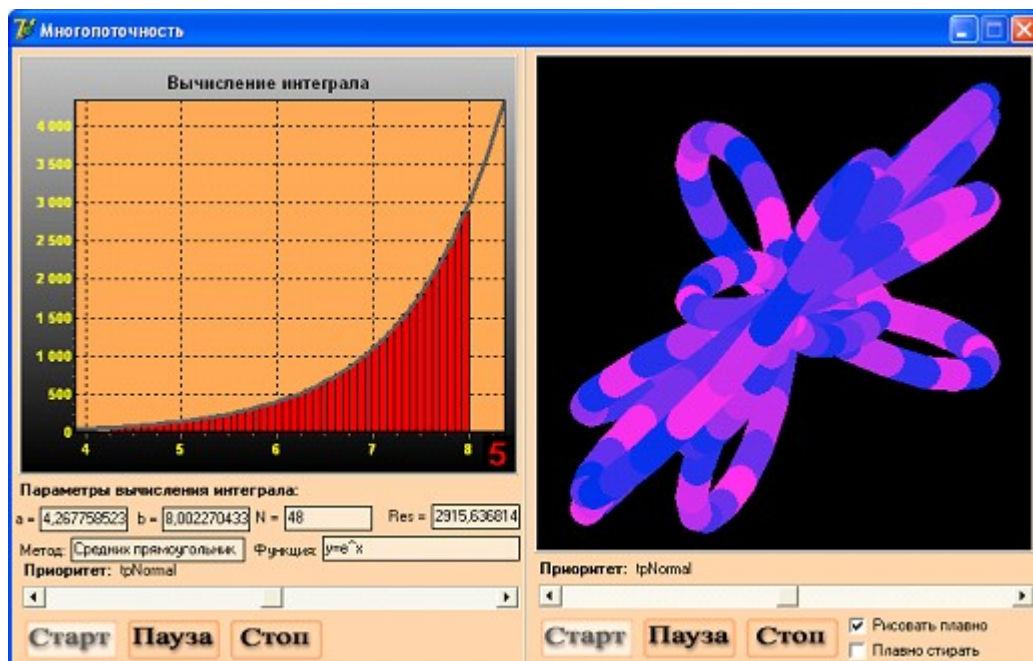 Многопоточность
Вычисление интеграла
4 000
3 500
3 000
2 500
2 000
1 500
1 000
500
0
4 5 6 7 8 5
Параметры вычисления интеграла:
a = 4,267758523 b = 8,002270433 N = 48 Res = 2915,636814
Метод: Средних прямоугольник Функция: y=e^x
Приоритет: tpNormal
Старт Пауза Стоп
Приоритет: tpNormal
Старт Пауза Стоп
Рисовать плавно
Плавно стирать